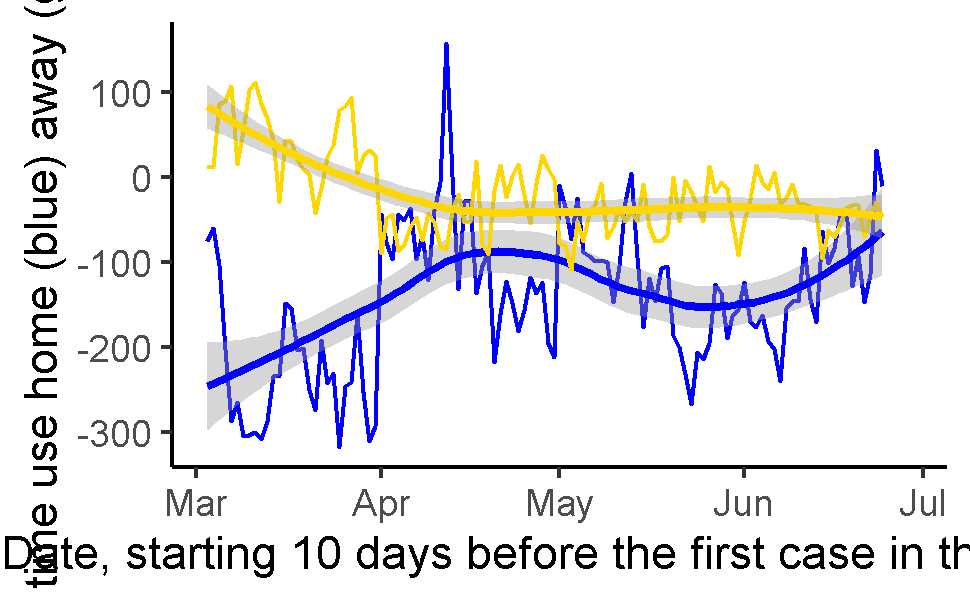 time use home (blue) away (
100
0
-100
-200
-300
Mar Apr May Jun Jul
Date, starting 10 days before the first case in th